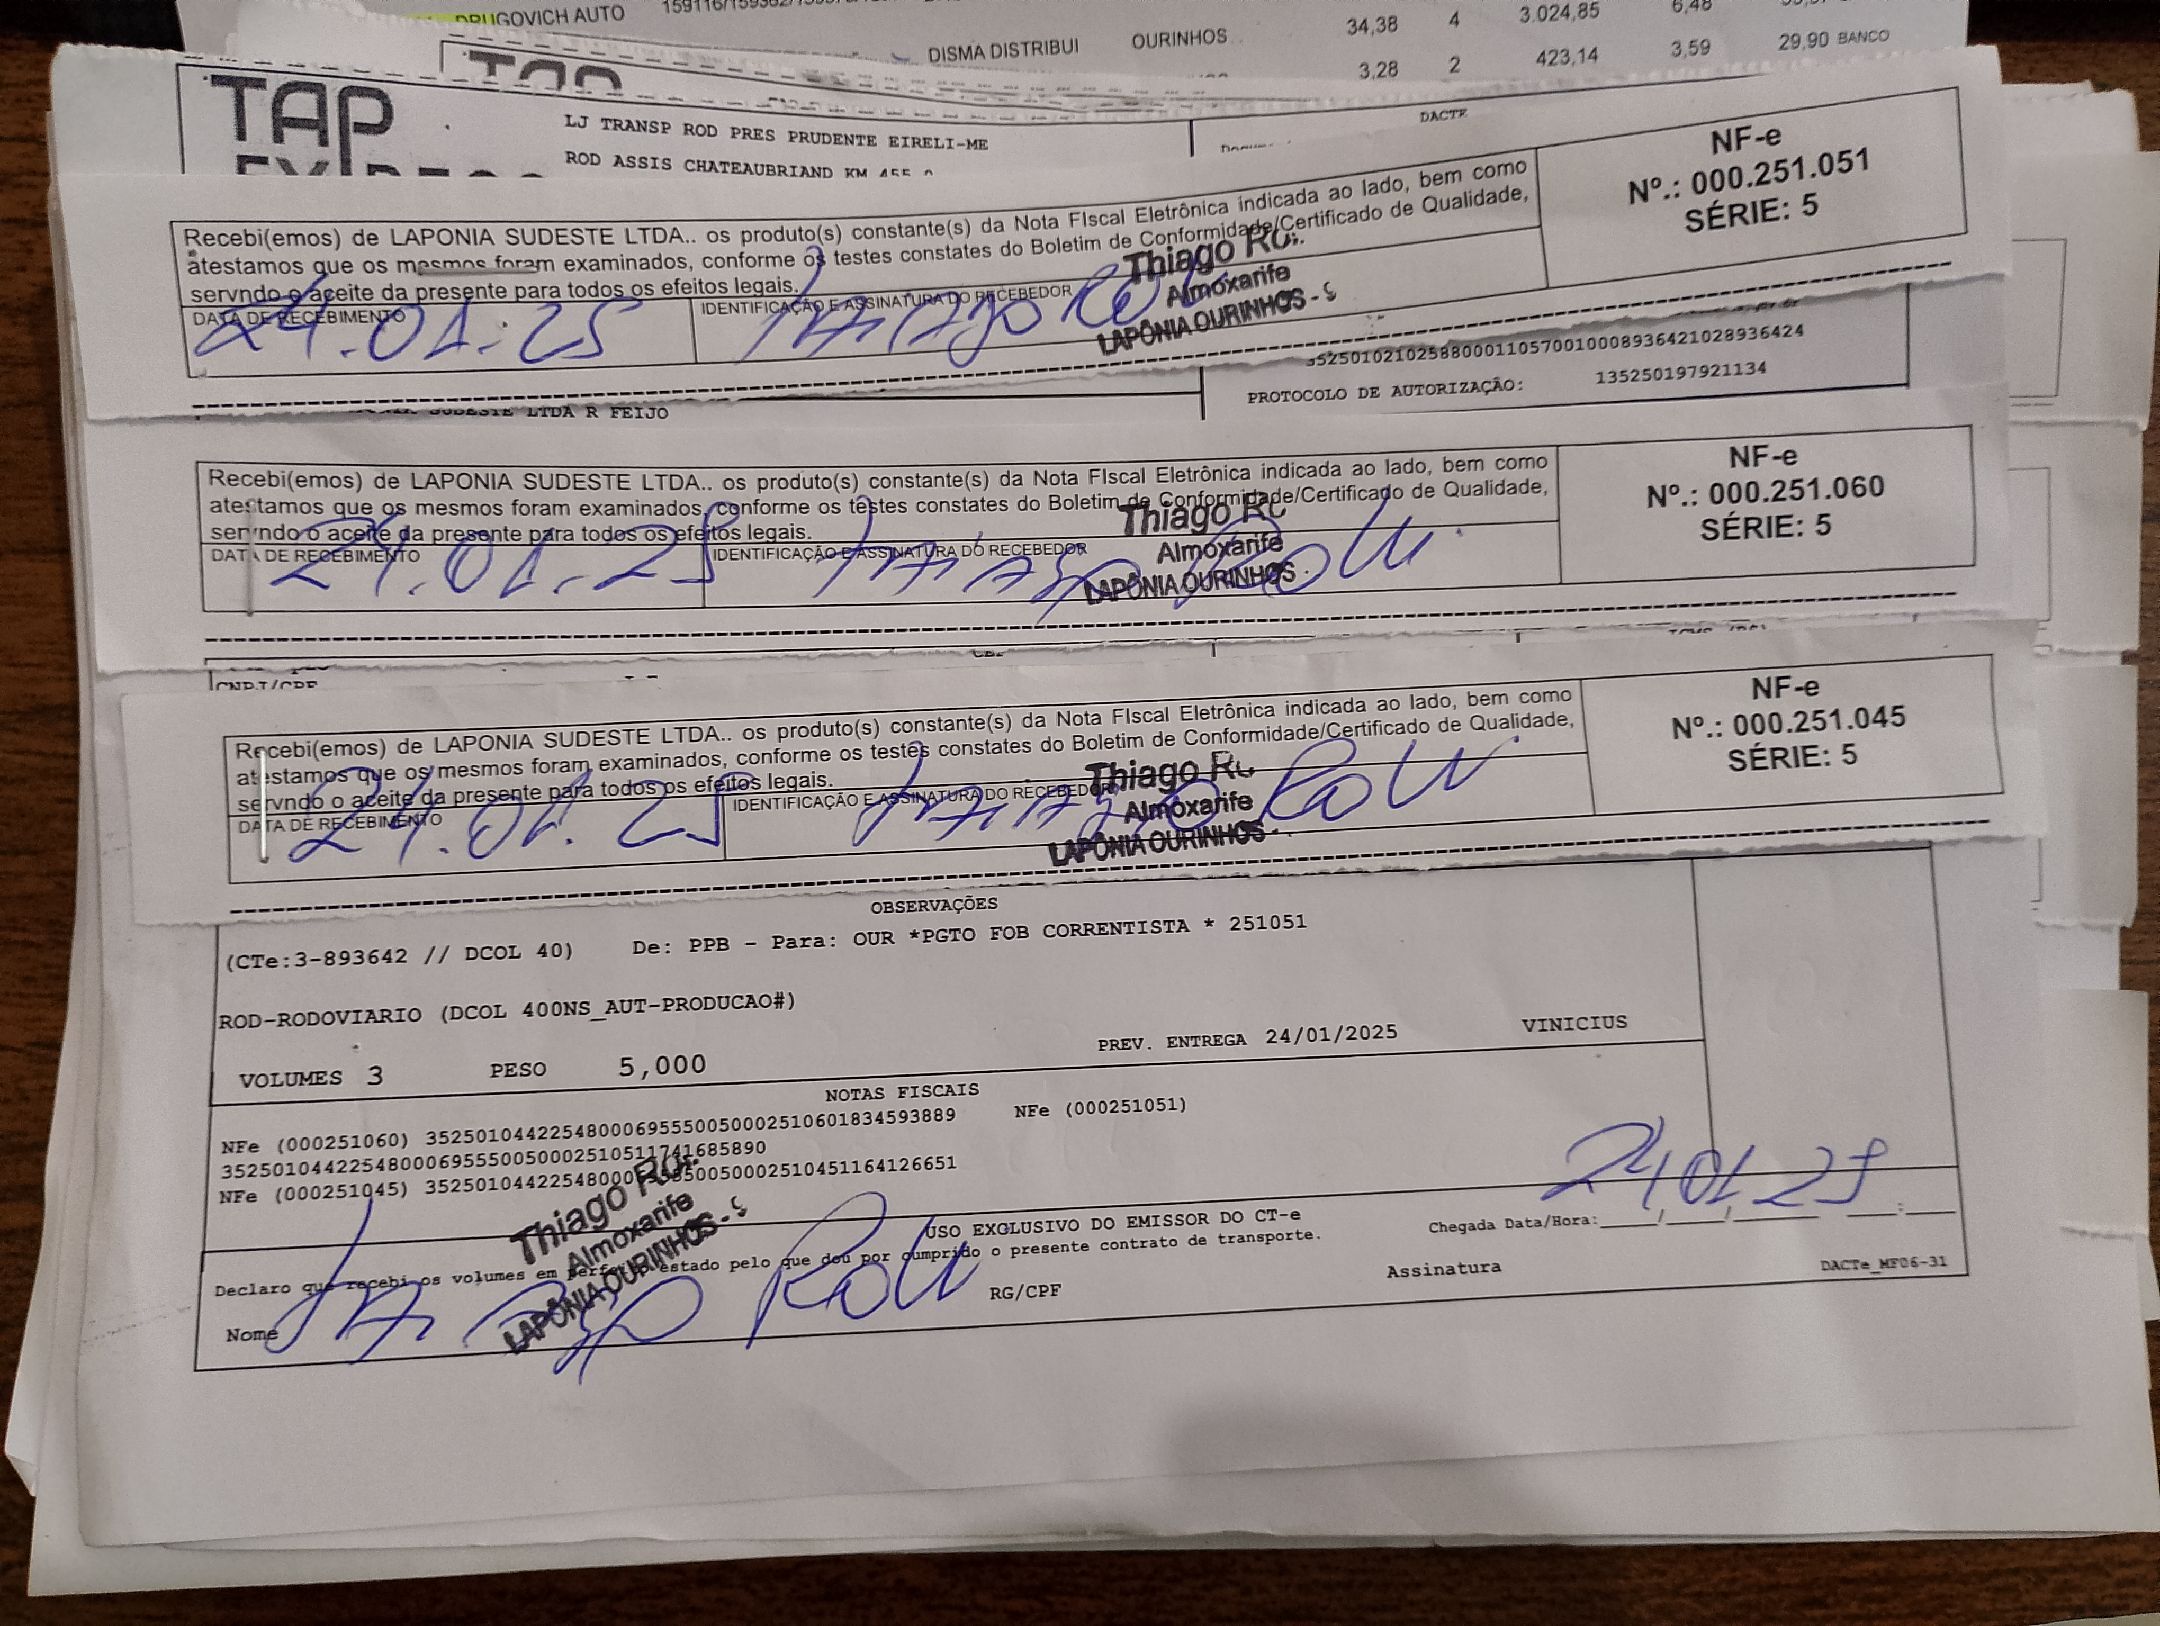 DRUGOVICH AUTO
DISMA DISTRIBUI OURINHOS 34,38 4 3.024,85 6,48
3,28 2 423,14 3,59 29,90 BANCO
TAP
TAP
LJ TRANSP ROD PRES PRUDENTE EIRELI-ME
DACTE
ROD ASSIS CHATEAUBRIAND KM 455
NF-e
Nº.: 000.251.051
SÉRIE: 5
Recebi(emos) de LAPONIA SUDESTE LTDA.. os produto(s) constante(s) da Nota FIscal Eletrônica indicada ao lado, bem como
atestamos que os mesmos foram examinados, conforme os testes constates do Boletim de Conformidade/Certificado de Qualidade,
servndo o aceite da presente para todos os efeitos legais.
DATA DE RECEBIMENTO IDENTIFICAÇÃO E ASSINATURA DO RECEBEDOR
24.01.25 Thiago
Thiago
Almoxarife
LAPÔNIA OURINHOS -
35250102102588000110570010008936421028936424
PROTOCOLO DE AUTORIZAÇÃO: 135250197921134
SUDESTE LTDA R FEIJO
NF-e
Nº.: 000.251.060
SÉRIE: 5
Recebi(emos) de LAPONIA SUDESTE LTDA.. os produto(s) constante(s) da Nota FIscal Eletrônica indicada ao lado, bem como
atestamos que os mesmos foram examinados, conforme os testes constates do Boletim de Conformidade/Certificado de Qualidade,
servndo o aceite da presente para todos os efeitos legais.
DATA DE RECEBIMENTO IDENTIFICAÇÃO E ASSINATURA DO RECEBEDOR
24.01.25 Thiago
Thiago
Almoxarife
LAPÔNIA OURINHOS
CNPJ/CPF
NF-e
Nº.: 000.251.045
SÉRIE: 5
Recebi(emos) de LAPONIA SUDESTE LTDA.. os produto(s) constante(s) da Nota FIscal Eletrônica indicada ao lado, bem como
atestamos que os mesmos foram examinados, conforme os testes constates do Boletim de Conformidade/Certificado de Qualidade,
servndo o aceite da presente para todos os efeitos legais.
DATA DE RECEBIMENTO IDENTIFICAÇÃO E ASSINATURA DO RECEBEDOR
24.01.25 Thiago
Thiago
Almoxarife
LAPÔNIA OURINHOS -
OBSERVAÇÕES
(CTe:3-893642 // DCOL 40) De: PPB - Para: OUR *PGTO FOB CORRENTISTA * 251051
ROD-RODOVIARIO (DCOL 400NS_AUT-PRODUCAO#)
VOLUMES 3 PESO 5,000 PREV. ENTREGA 24/01/2025 VINICIUS
NOTAS FISCAIS
NFe (000251060) 35250104422548000695550050002510601834593889 NFe (000251051)
35250104422548000695550050002510511741685890
NFe (000251045) 35250104422548000695550050002510451164126651
24 01 25
Thiago
Almoxarife
LAPÔNIA OURINHOS -
USO EXCLUSIVO DO EMISSOR DO CT-e
Declaro que recebi os volumes em perfeito estado pelo que dou por cumprido o presente contrato de transporte.
Chegada Data/Hora:____/____/______ ____:____
Nome Thiago RG/CPF Assinatura
DACTe_MF06-31